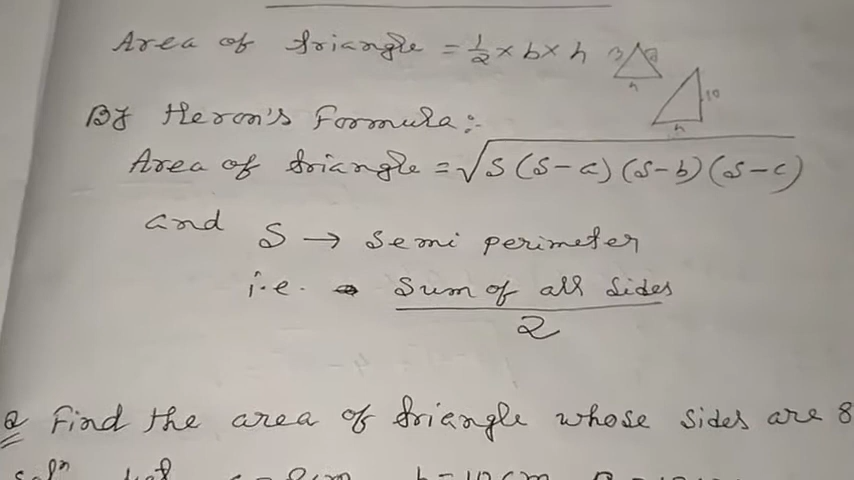 Area of triangle = 1/2 × b × h
By Heron's Formula:-
Area of triangle = √S(S-a)(S-b)(S-c)
and S → Semi perimeter
i.e. Sum of all sides
2
Q Find the area of triangle whose sides are 8
Solⁿ